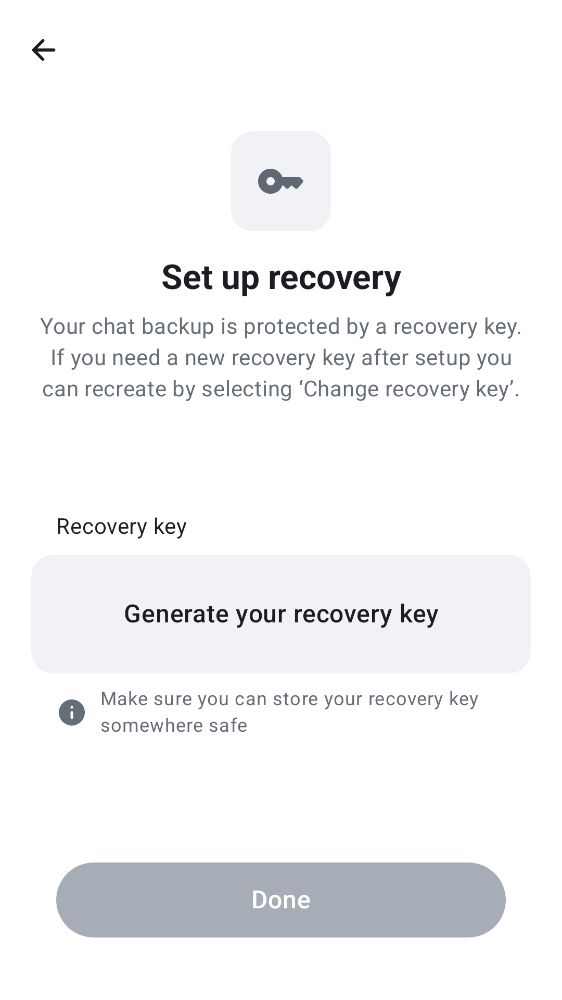 Set up recovery
Your chat backup is protected by a recovery key.
If you need a new recovery key after setup you
can recreate by selecting ‘Change recovery key’.
Recovery key
Generate your recovery key
Make sure you can store your recovery key
somewhere safe
Done